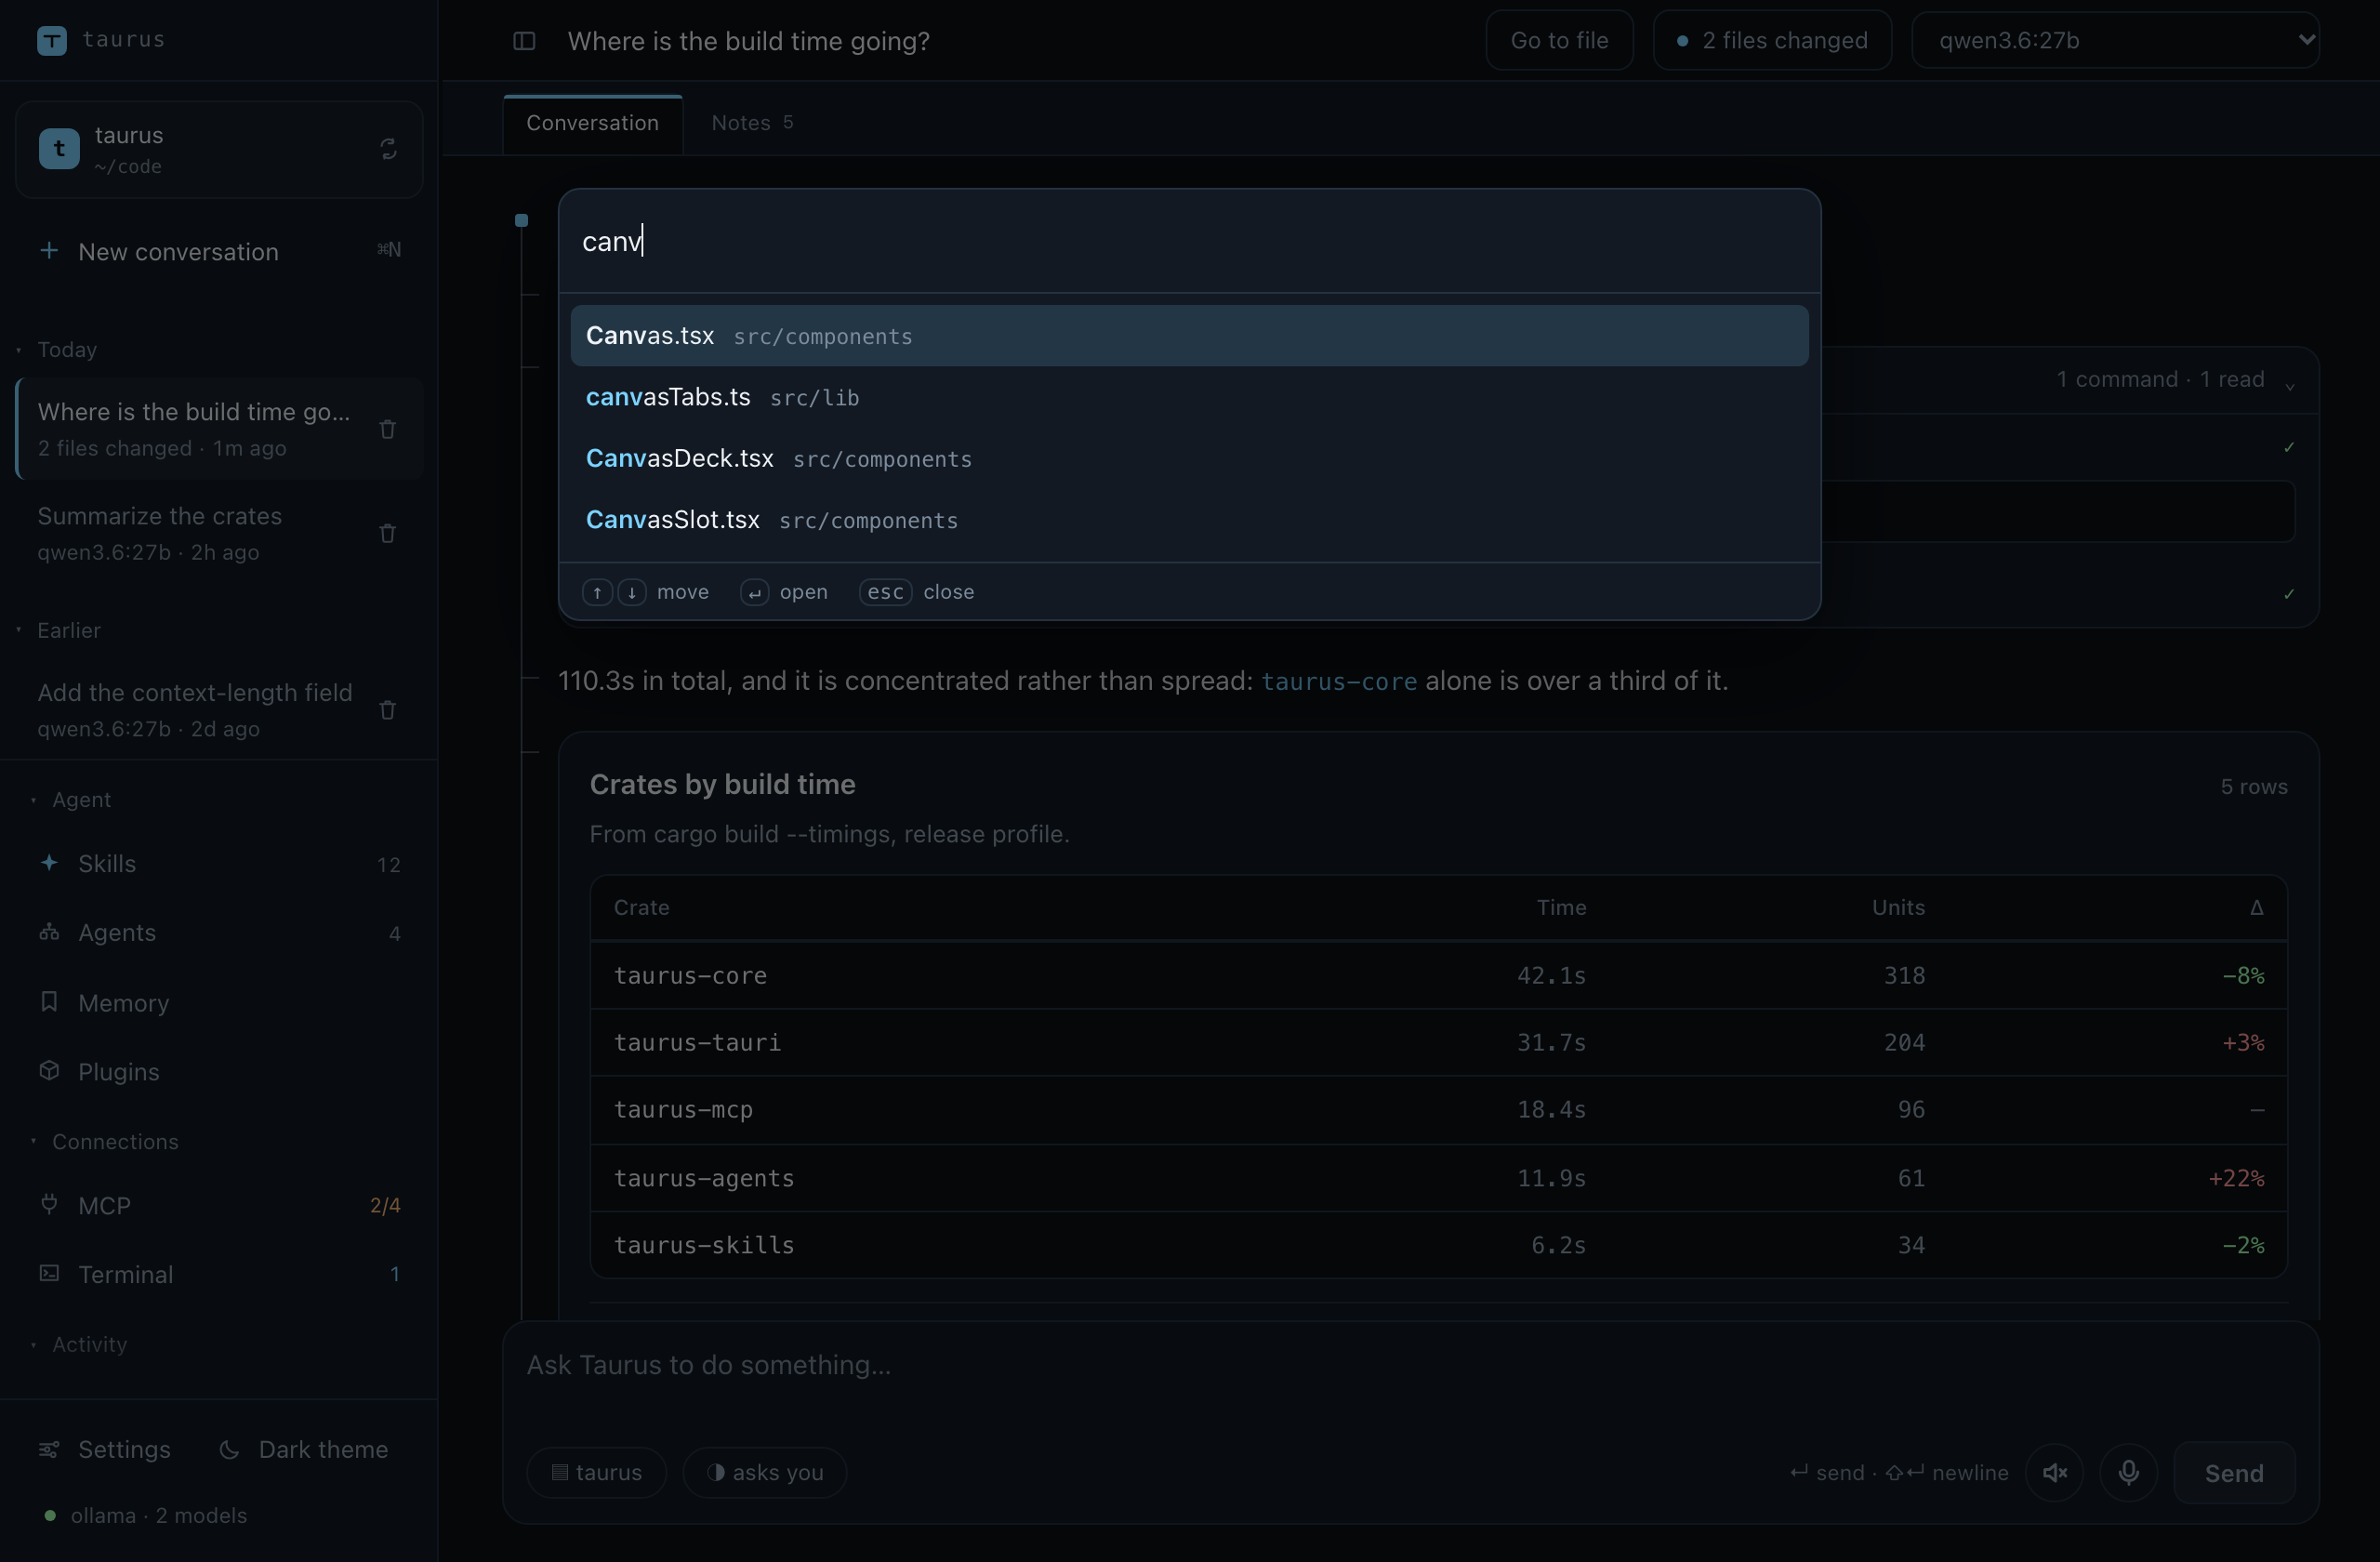 taurus
Where is the build time going?
Go to file
2 files changed
qwen3.6:27b
t
taurus
~/code
New conversation
⌘N
Today
Where is the build time go...
2 files changed · 1m ago
Summarize the crates
qwen3.6:27b · 2h ago
Earlier
Add the context-length field
qwen3.6:27b · 2d ago
Agent
Skills 12
Agents 4
Memory
Plugins
Connections
MCP 2/4
Terminal 1
Activity
Settings
Dark theme
ollama · 2 models
Conversation
Notes 5
canv
Canvas.tsx src/components
canvasTabs.ts src/lib
CanvasDeck.tsx src/components
CanvasSlot.tsx src/components
↑ ↓ move ↵ open esc close
1 command · 1 read
✓
✓
110.3s in total, and it is concentrated rather than spread: taurus-core alone is over a third of it.
Crates by build time
5 rows
From cargo build --timings, release profile.
Crate Time Units Δ
taurus-core 42.1s 318 −8%
taurus-tauri 31.7s 204 +3%
taurus-mcp 18.4s 96 —
taurus-agents 11.9s 61 +22%
taurus-skills 6.2s 34 −2%
Ask Taurus to do something...
taurus
asks you
↵ send · ⇧↵ newline
Send